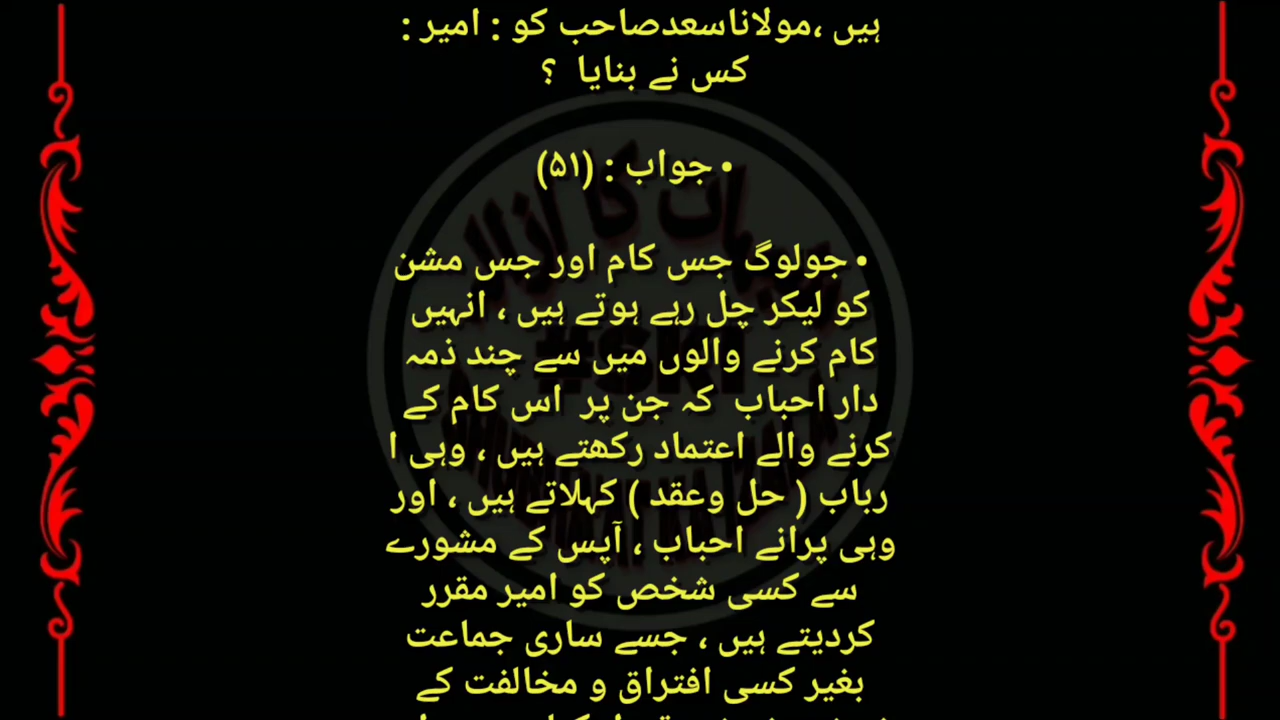 ہیں ،مولاناسعدصاحب کو : امیر :
کس نے بنایا ؟
• جواب : (۵۱)
• جولوگ جس کام اور جس مشن
کو لیکر چل رہے ہوتے ہیں ، انہیں
کام کرنے والوں میں سے چند ذمہ
دار احباب کہ جن پر اس کام کے
کرنے والے اعتماد رکھتے ہیں ، وہی ا
رباب ( حل وعقد ) کہلاتے ہیں ، اور
وہی پرانے احباب ، آپس کے مشورے
سے کسی شخص کو امیر مقرر
کردیتے ہیں ، جسے ساری جماعت
بغیر کسی افتراق و مخالفت کے